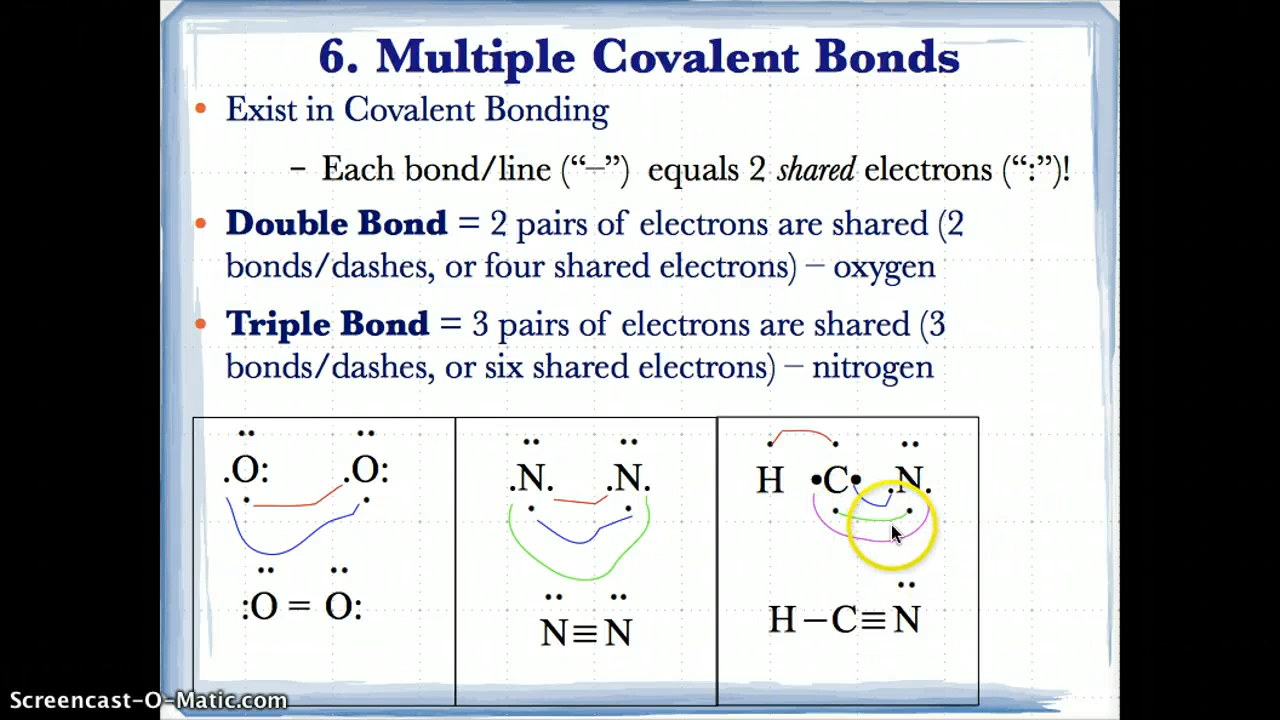 6. Multiple Covalent Bonds
• Exist in Covalent Bonding
– Each bond/line (“–”) equals 2 shared electrons (“:”)!
• Double Bond = 2 pairs of electrons are shared (2
bonds/dashes, or four shared electrons) – oxygen
• Triple Bond = 3 pairs of electrons are shared (3
bonds/dashes, or six shared electrons) – nitrogen
.O: .O:
:O = O:
.N. .N.
N≡N
H •C• .N.
H–C≡N
Screencast-O-Matic.com